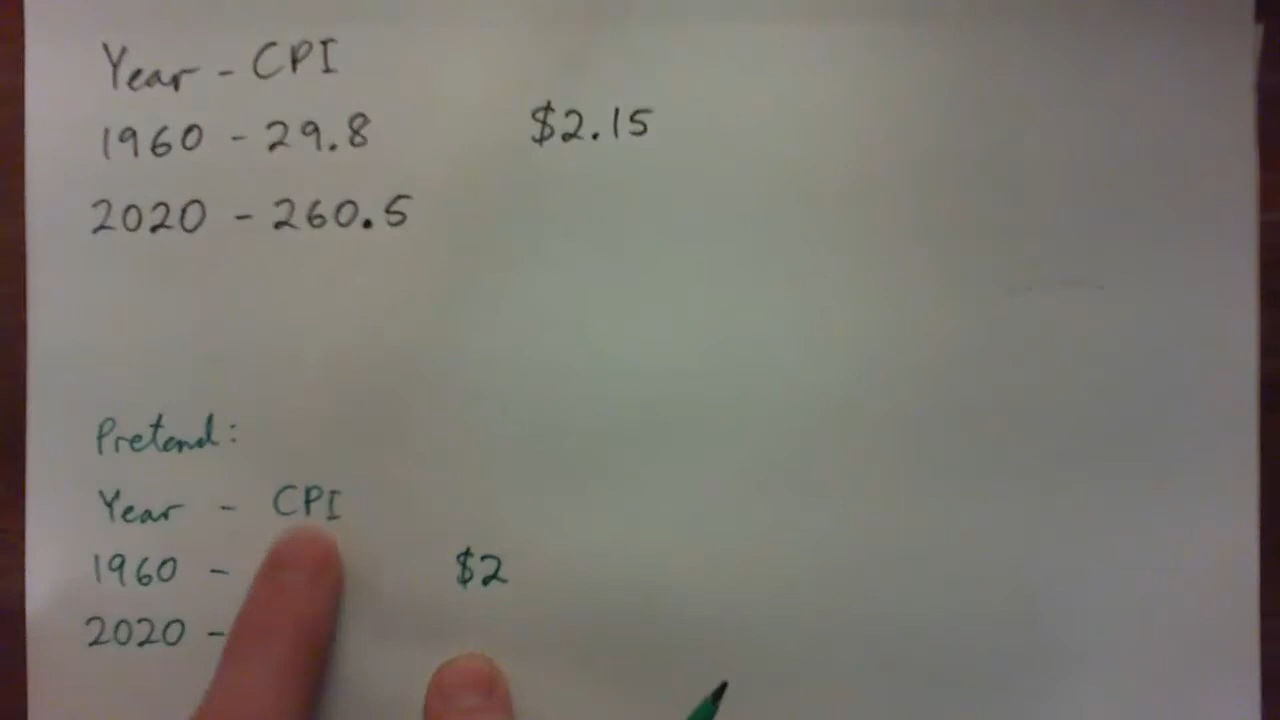 Year - CPI
1960 - 29.8 $2.15
2020 - 260.5
Pretend:
Year - CPI
1960 - $2
2020 -